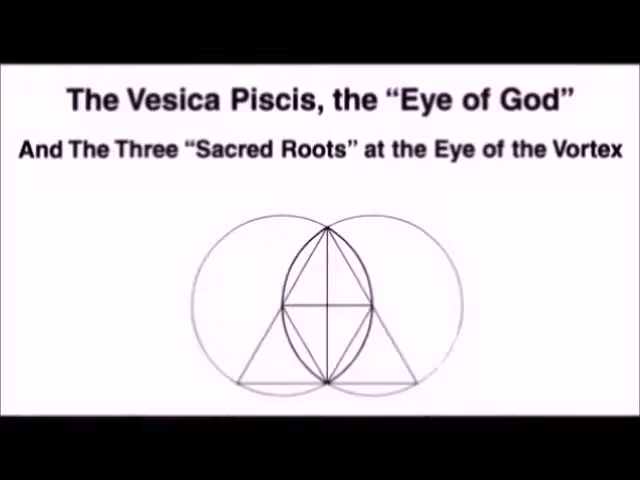 The Vesica Piscis, the “Eye of God”
And The Three “Sacred Roots” at the Eye of the Vortex